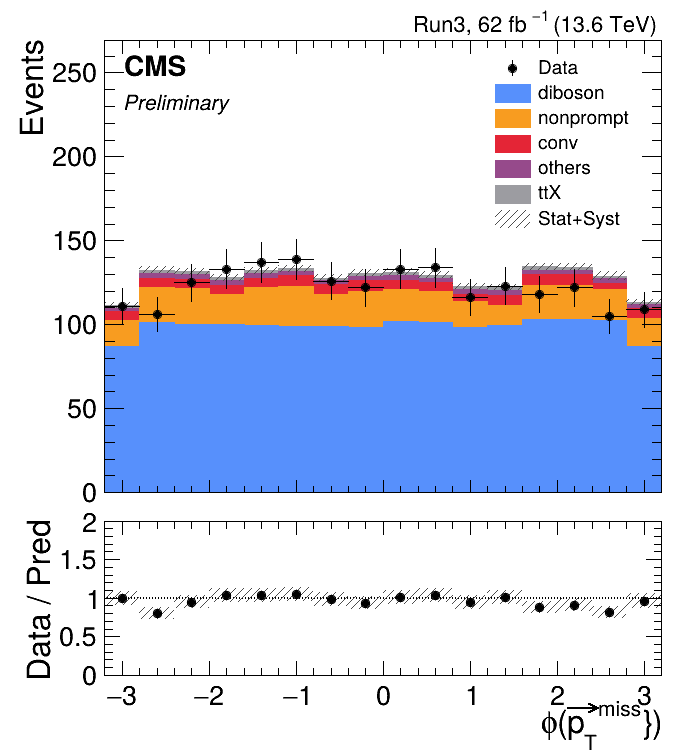 Run3, 62 fb⁻¹ (13.6 TeV)
CMS
Preliminary
Events
Data
diboson
nonprompt
conv
others
ttX
Stat+Syst
250
200
150
100
50
0
Data / Pred
2
1.5
1
0.5
0
−3 −2 −1 0 1 2 3
ϕ(p⃗_T^miss})